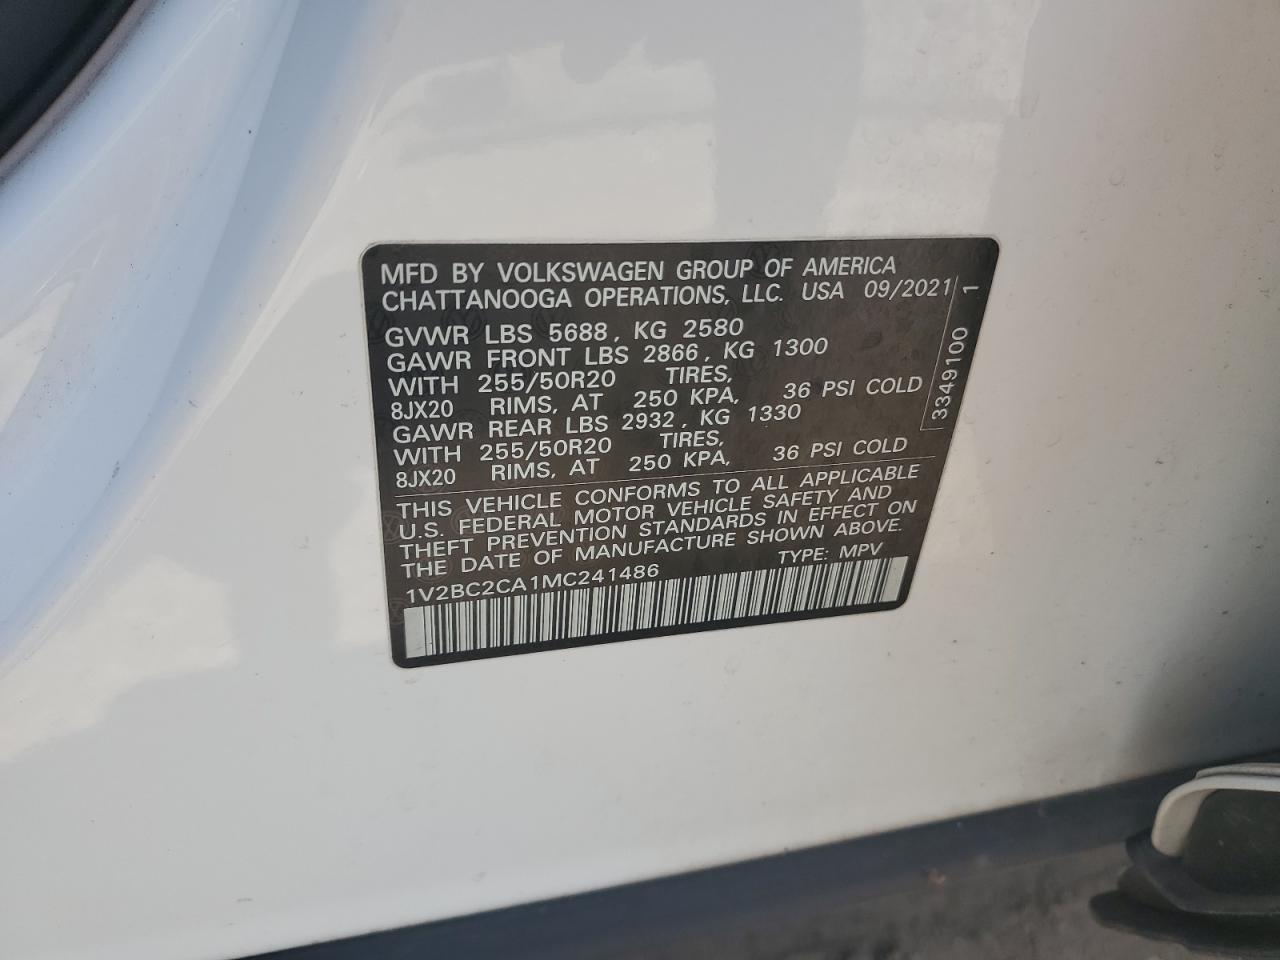 MFD BY VOLKSWAGEN GROUP OF AMERICA
CHATTANOOGA OPERATIONS, LLC. USA 09/2021
GVWR LBS 5688, KG 2580
GAWR FRONT LBS 2866, KG 1300
WITH 255/50R20 TIRES,
8JX20 RIMS, AT 250 KPA, 36 PSI COLD
GAWR REAR LBS 2932, KG 1330
WITH 255/50R20 TIRES,
8JX20 RIMS, AT 250 KPA, 36 PSI COLD
THIS VEHICLE CONFORMS TO ALL APPLICABLE
U.S. FEDERAL MOTOR VEHICLE SAFETY AND
THEFT PREVENTION STANDARDS IN EFFECT ON
THE DATE OF MANUFACTURE SHOWN ABOVE.
1V2BC2CA1MC241486 TYPE: MPV
3349100 1